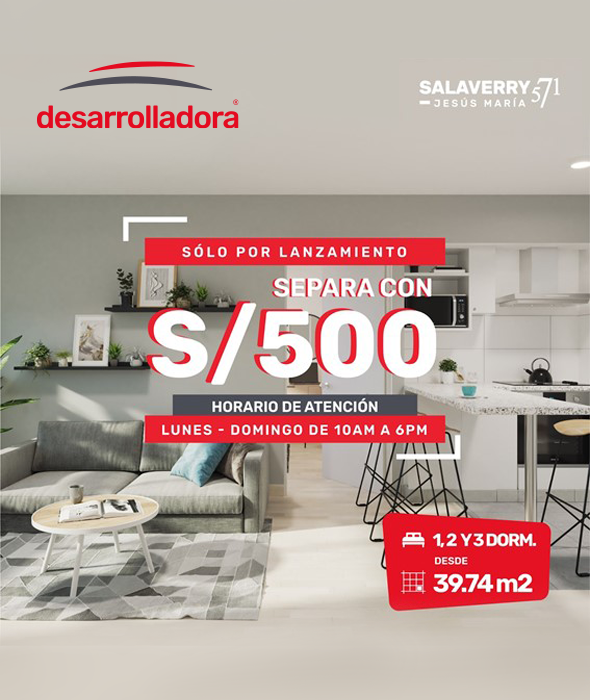 desarrolladora®
SALAVERRY 571
JESÚS MARÍA
SÓLO POR LANZAMIENTO
SEPARA CON
S/500
HORARIO DE ATENCIÓN
LUNES - DOMINGO DE 10AM A 6PM
1, 2 Y 3 DORM.
DESDE
39.74 m2